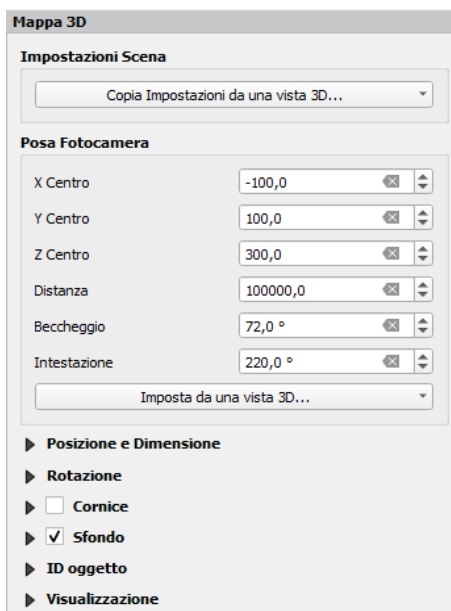 Mappa 3D
Impostazioni Scena
Copia Impostazioni da una vista 3D...
Posa Fotocamera
X Centro -100,0
Y Centro 100,0
Z Centro 300,0
Distanza 100000,0
Beccheggio 72,0 °
Intestazione 220,0 °
Imposta da una vista 3D...
Posizione e Dimensione
Rotazione
Cornice
Sfondo
ID oggetto
Visualizzazione